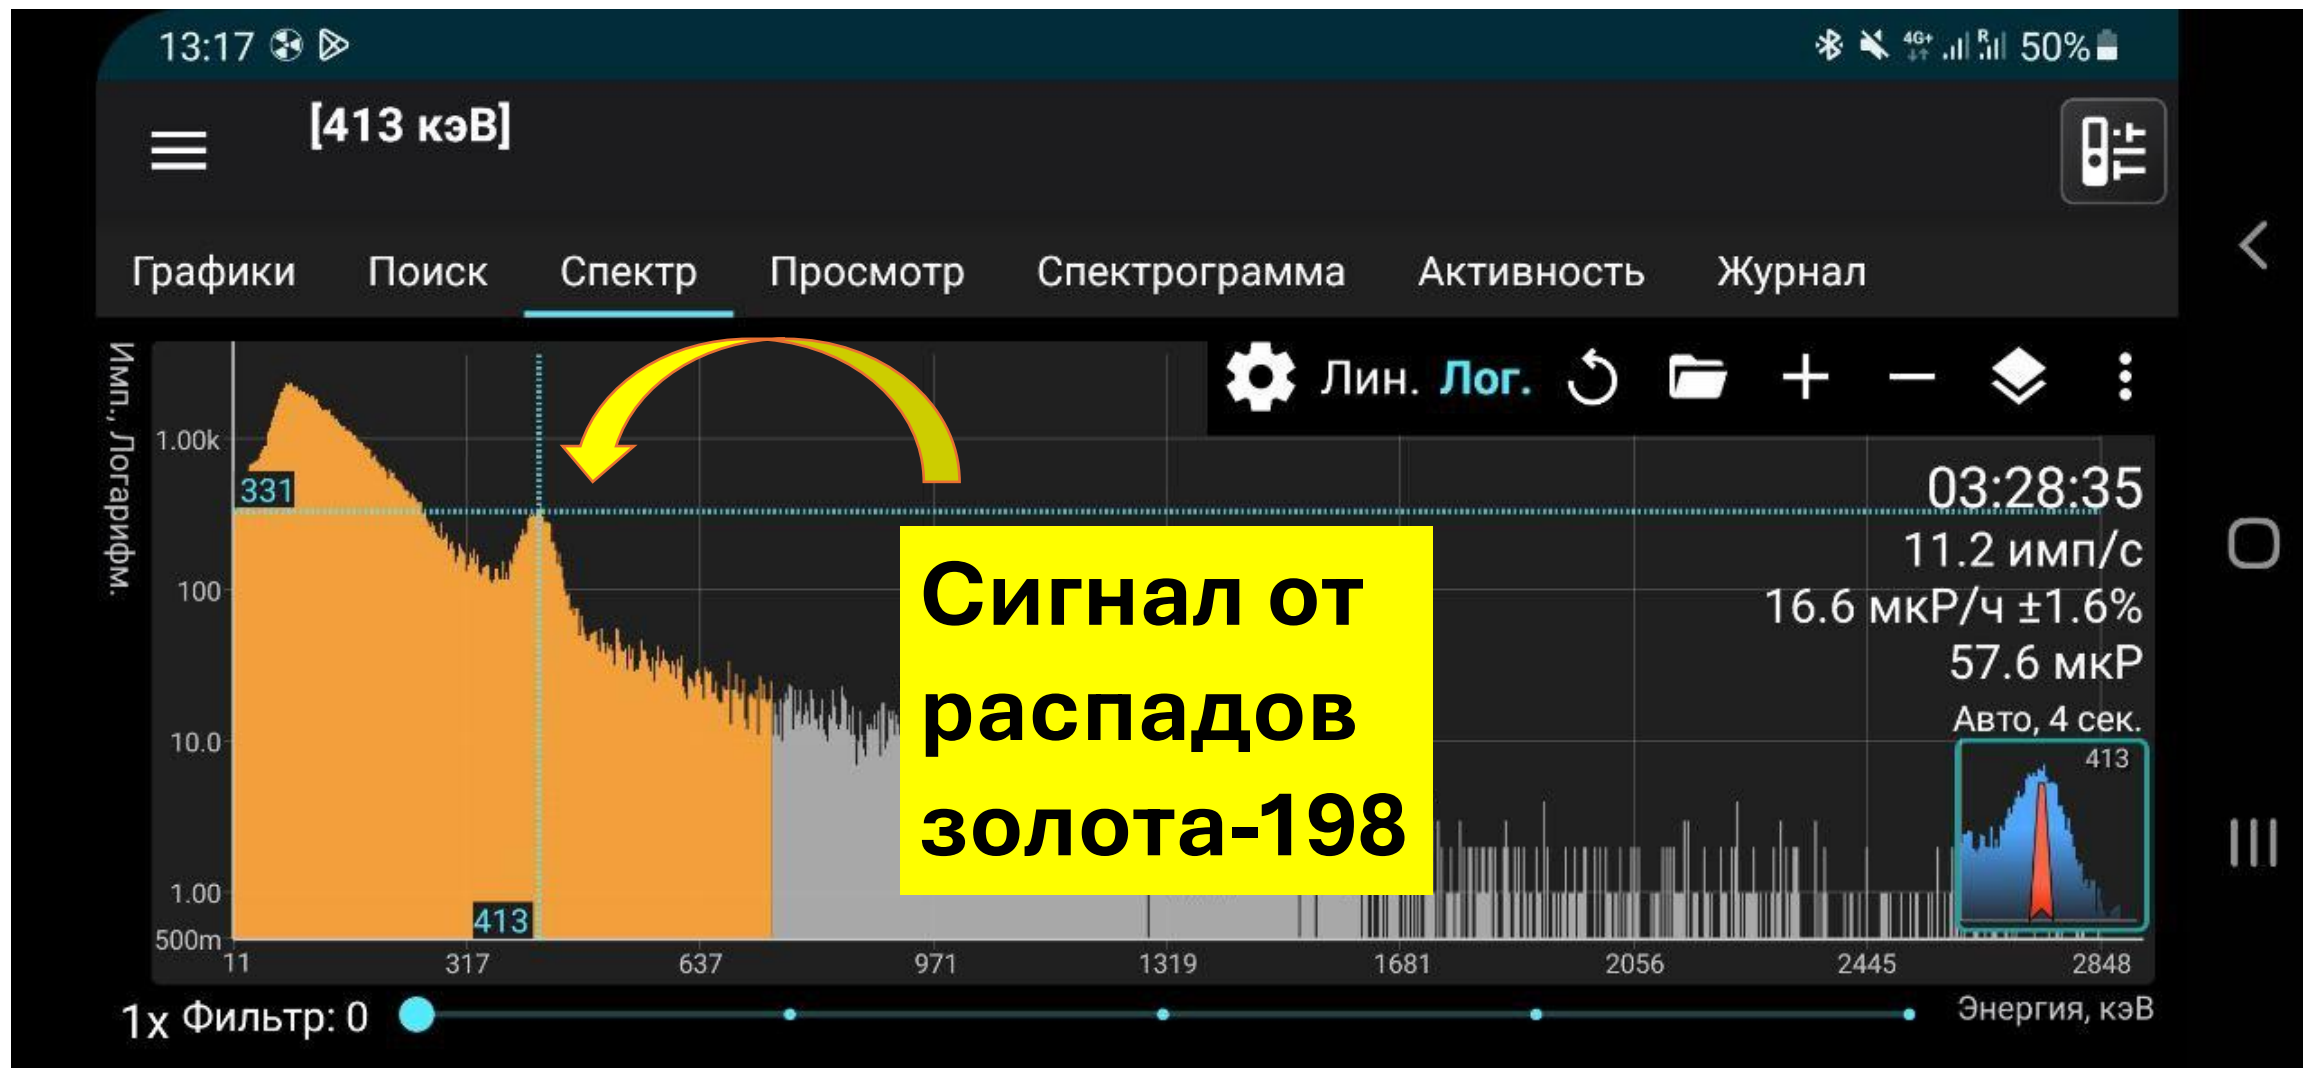 13:17
4G+ R 50%
[413 кэВ]
Графики Поиск Спектр Просмотр Спектрограмма Активность Журнал
Имп., Логарифм.
Лин. Лог.
1.00k
331
100
10.0
1.00
500m
413
03:28:35
11.2 имп/с
16.6 мкР/ч ±1.6%
57.6 мкР
Авто, 4 сек.
413
Сигнал от
распадов
золота-198
11 317 637 971 1319 1681 2056 2445 2848
1x Фильтр: 0
Энергия, кэВ